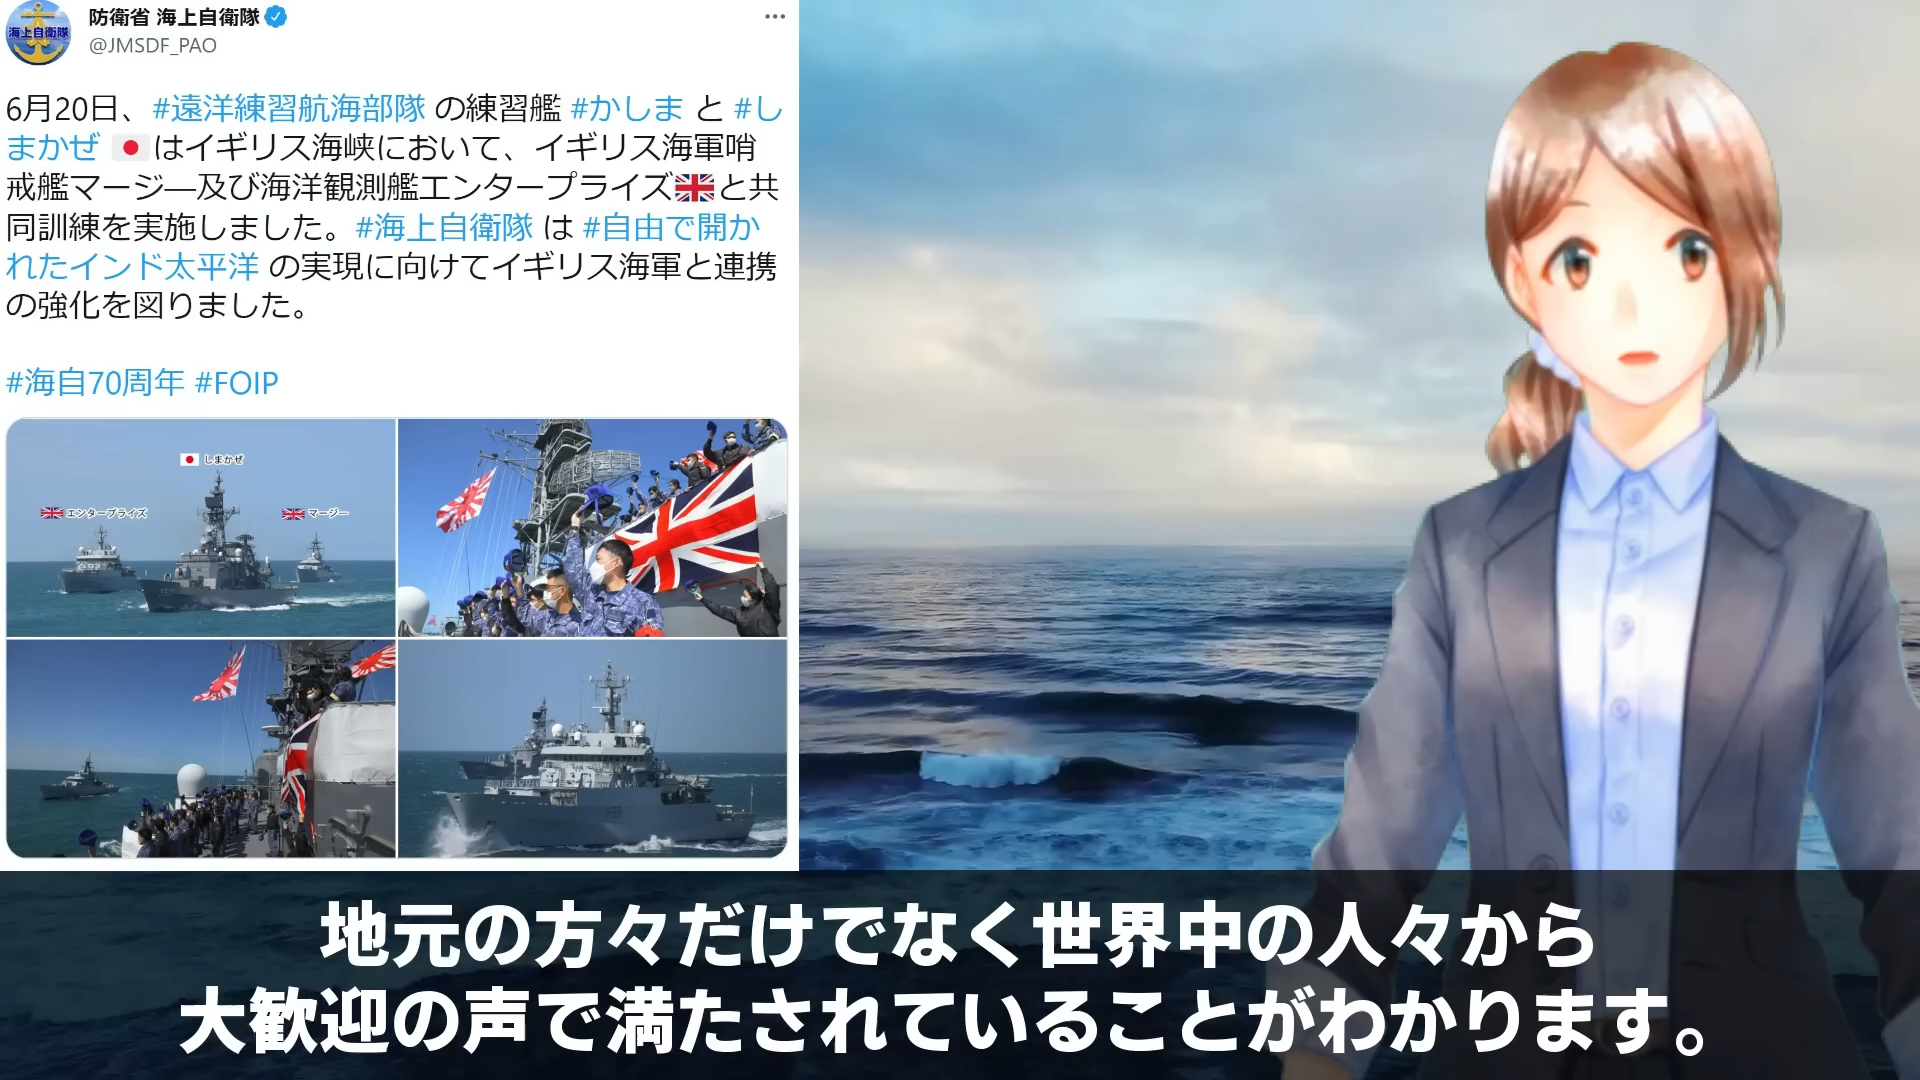 防衛省 海上自衛隊
海上自衛隊
@JMSDF_PAO
6月20日、#遠洋練習航海部隊 の練習艦 #かしま と #し
まかぜ 🇯🇵はイギリス海峡において、イギリス海軍哨
戒艦マージ―及び海洋観測艦エンタープライズ🇬🇧と共
同訓練を実施しました。#海上自衛隊 は #自由で開か
れたインド太平洋 の実現に向けてイギリス海軍と連携
の強化を図りました。
#海自70周年 #FOIP
しまかぜ
エンタープライズ
マージー
H88
地元の方々だけでなく世界中の人々から
大歓迎の声で満たされていることがわかります。